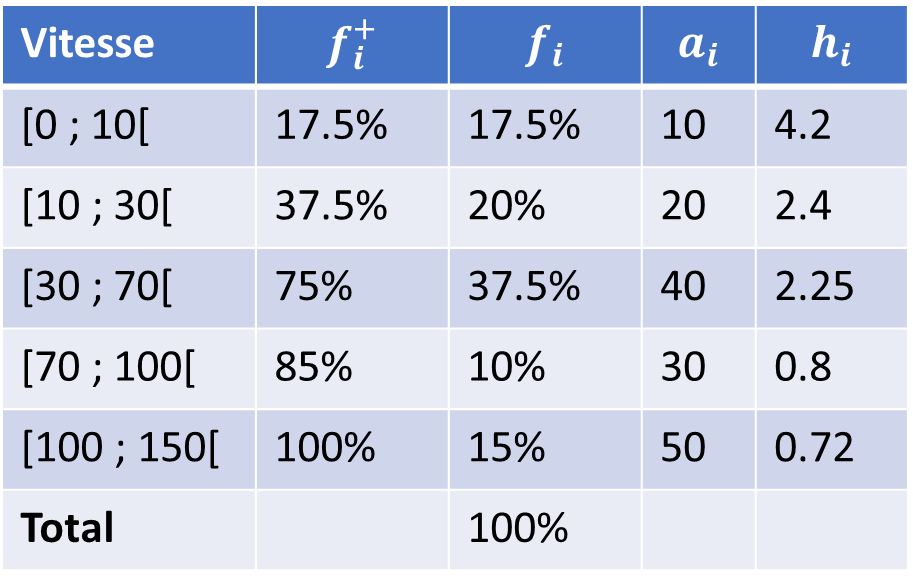 Vitesse f_i^+ f_i a_i h_i
[0 ; 10[ 17.5% 17.5% 10 4.2
[10 ; 30[ 37.5% 20% 20 2.4
[30 ; 70[ 75% 37.5% 40 2.25
[70 ; 100[ 85% 10% 30 0.8
[100 ; 150[ 100% 15% 50 0.72
Total 100%